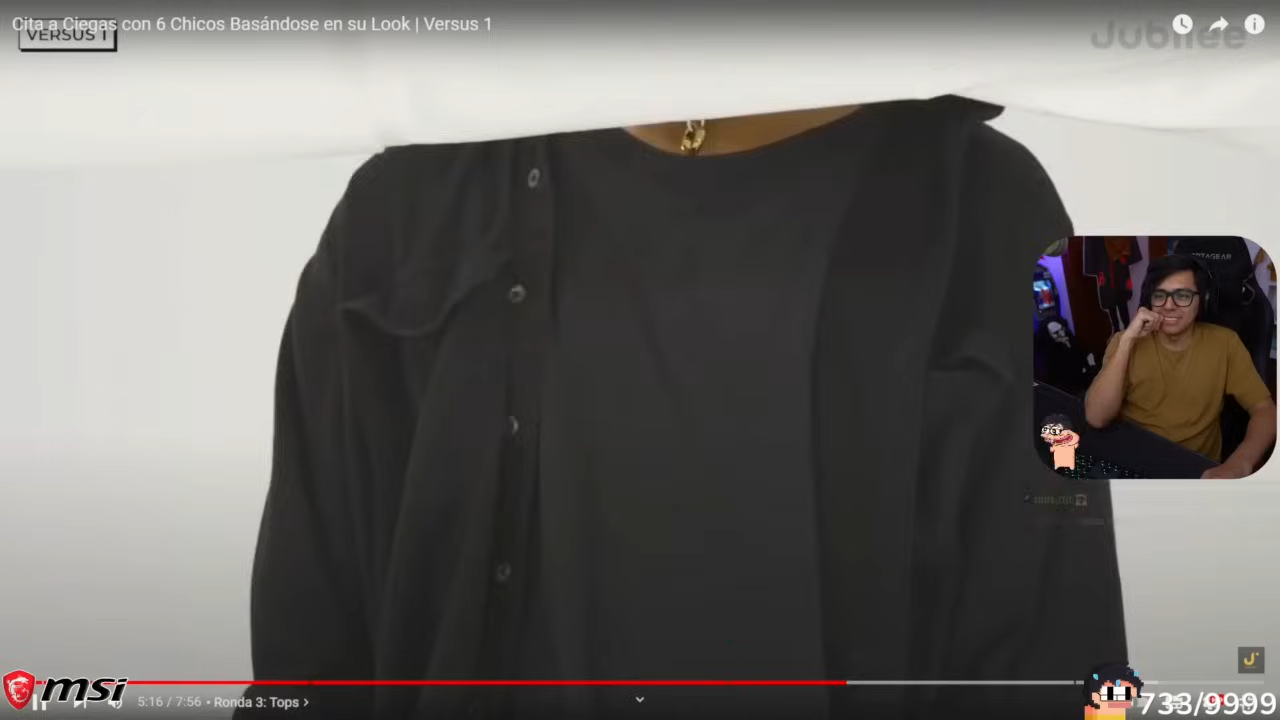 Cita a Ciegas con 6 Chicos Basándose en su Look | Versus 1
VERSUS 1
Jubilee
RTAGEAR
msi
5:16 / 7:56 • Ronda 3: Tops >
733/9999